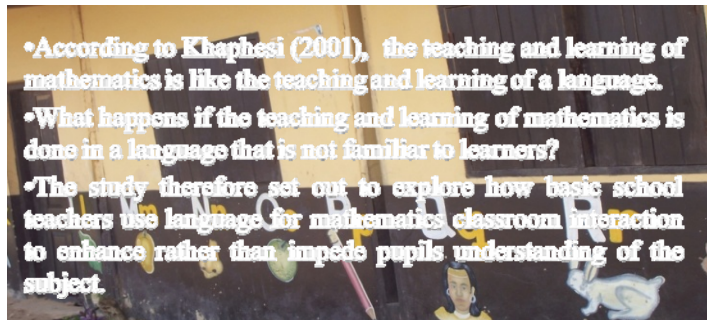 •According to Khaphesi (2001), the teaching and learning of
mathematics is like the teaching and learning of a language.
•What happens if the teaching and learning of mathematics is
done in a language that is not familiar to learners?
•The study therefore set out to explore how basic school
teachers use language for mathematics classroom interaction
to enhance rather than impede pupils understanding of the
subject.